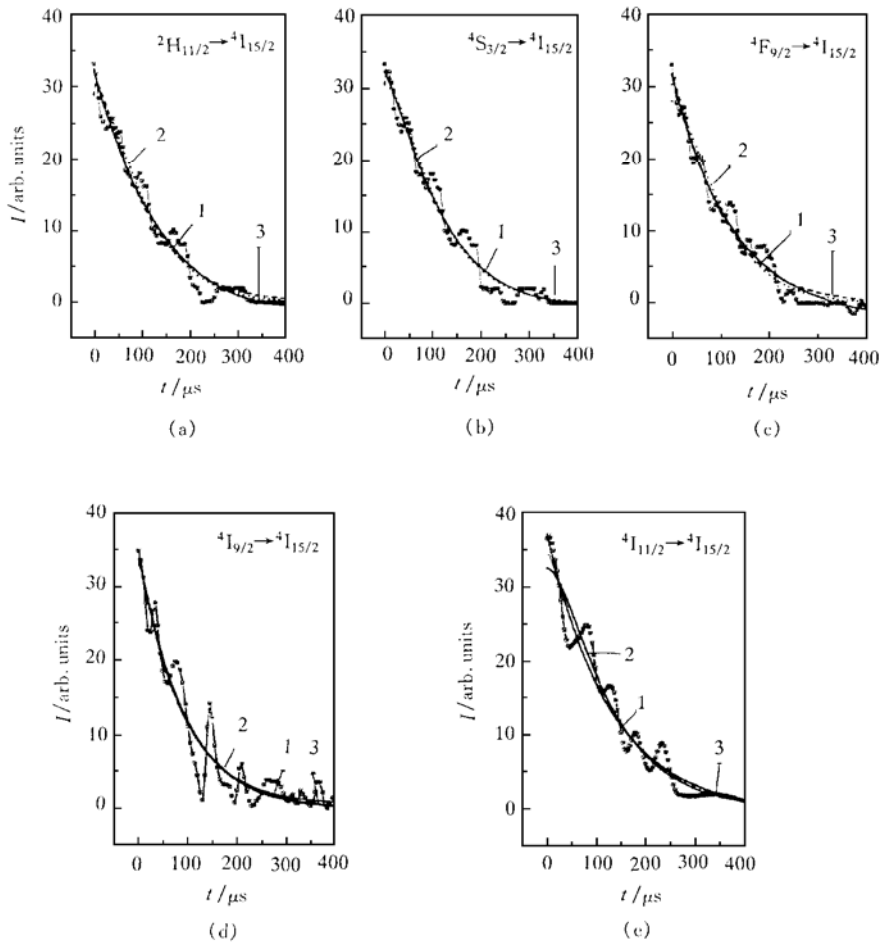 40
30
20
10
0
I/arb. units
²H₁₁/₂→⁴I₁₅/₂
2
1
3
0 100 200 300 400
t/μs
(a)
40
30
20
10
0
⁴S₃/₂→⁴I₁₅/₂
2
1
3
0 100 200 300 400
t/μs
(b)
40
30
20
10
0
I/arb. units
⁴F₉/₂→⁴I₁₅/₂
2
1
3
0 100 200 300 400
t/μs
(c)
40
30
20
10
0
I/arb. units
⁴I₉/₂→⁴I₁₅/₂
2
1 3
0 100 200 300 400
t/μs
(d)
40
30
20
10
0
I/arb. units
⁴I₁₁/₂→⁴I₁₅/₂
2
1
3
0 100 200 300 400
t/μs
(e)